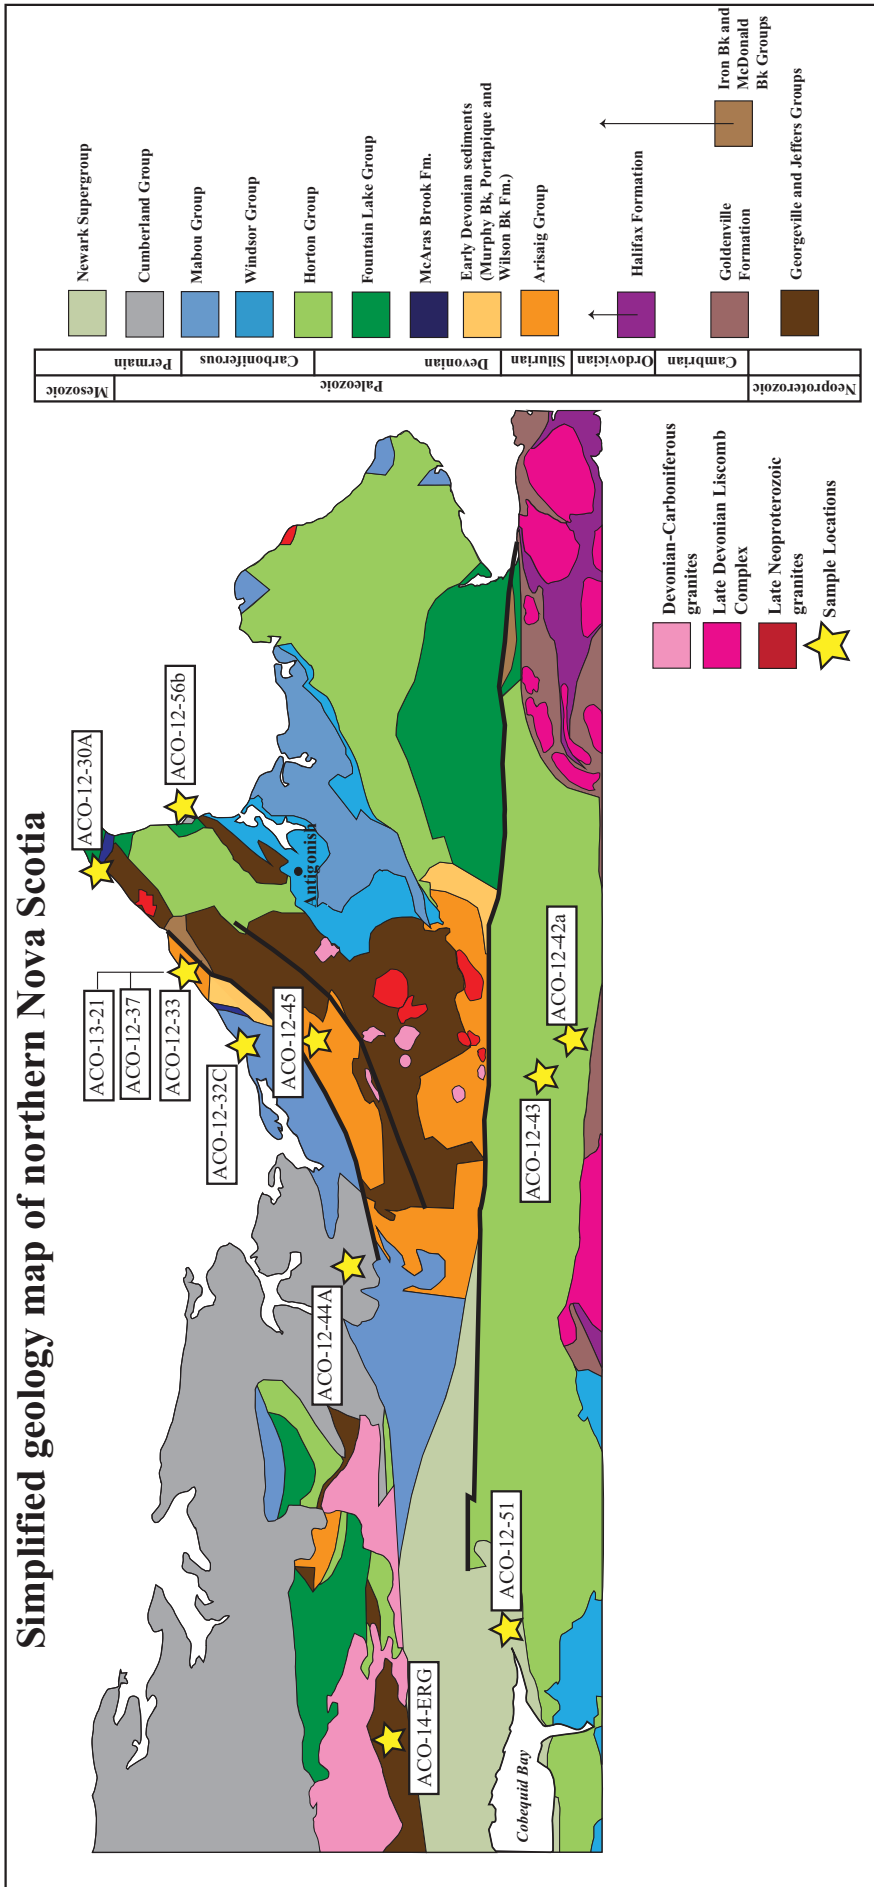 Simplified geology map of northern Nova Scotia
ACO-12-30A
ACO-12-56b
ACO-13-21
ACO-12-37
ACO-12-33
ACO-12-32C
ACO-12-45
ACO-12-44A
ACO-12-43
ACO-12-42a
ACO-12-51
ACO-14-ERG
Antigonish
Cobequid Bay
Newark Supergroup
Cumberland Group
Mabou Group
Windsor Group
Horton Group
Fountain Lake Group
McAras Brook Fm.
Early Devonian sediments
(Murphy Bk, Portapique and
Wilson Bk Fm.)
Arisaig Group
Halifax Formation
Goldenville
Formation
Iron Bk and
McDonald
Bk Groups
Georgeville and Jeffers Groups
Mesozoic
Paleozoic
Neoproterozoic
Permain
Carboniferous
Devonian
Silurian
Ordovician
Cambrian
Devonian-Carboniferous
granites
Late Devonian Liscomb
Complex
Late Neoproterozoic
granites
Sample Locations